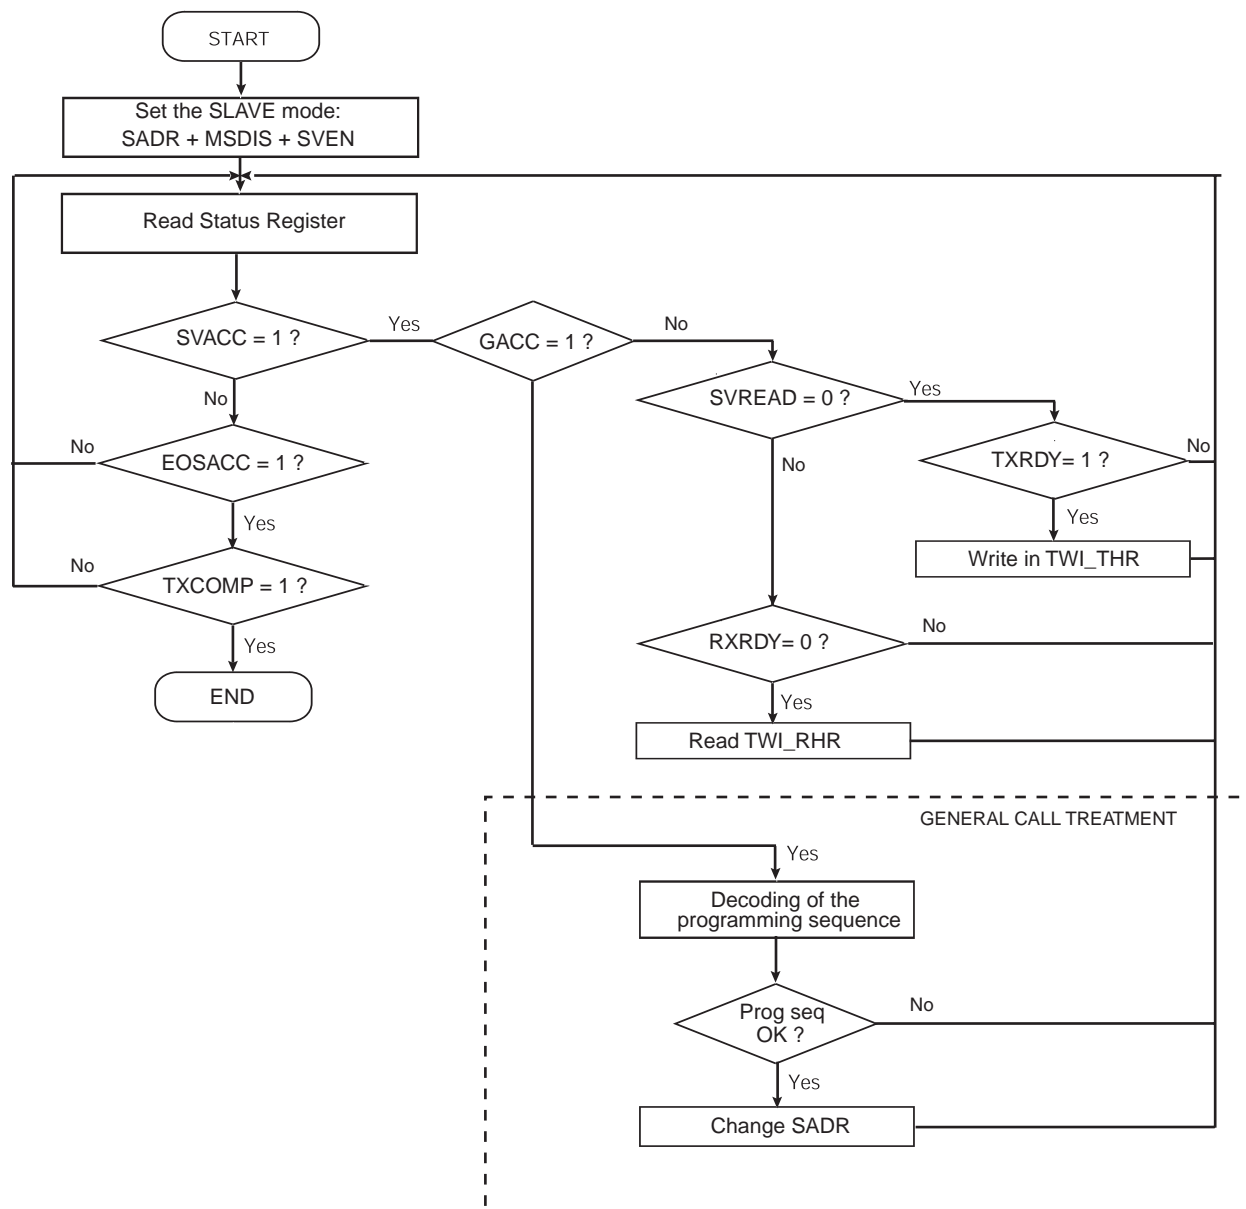 START
Set the SLAVE mode:
SADR + MSDIS + SVEN
Read Status Register
SVACC = 1 ?
Yes
GACC = 1 ?
No
SVREAD = 0 ?
Yes
No
EOSACC = 1 ?
No
No
TXRDY= 1 ?
No
Yes
Yes
Write in TWI_THR
No
TXCOMP = 1 ?
RXRDY= 0 ?
No
Yes
END
Yes
Read TWI_RHR
GENERAL CALL TREATMENT
Yes
Decoding of the
programming sequence
Prog seq
OK ?
No
Yes
Change SADR